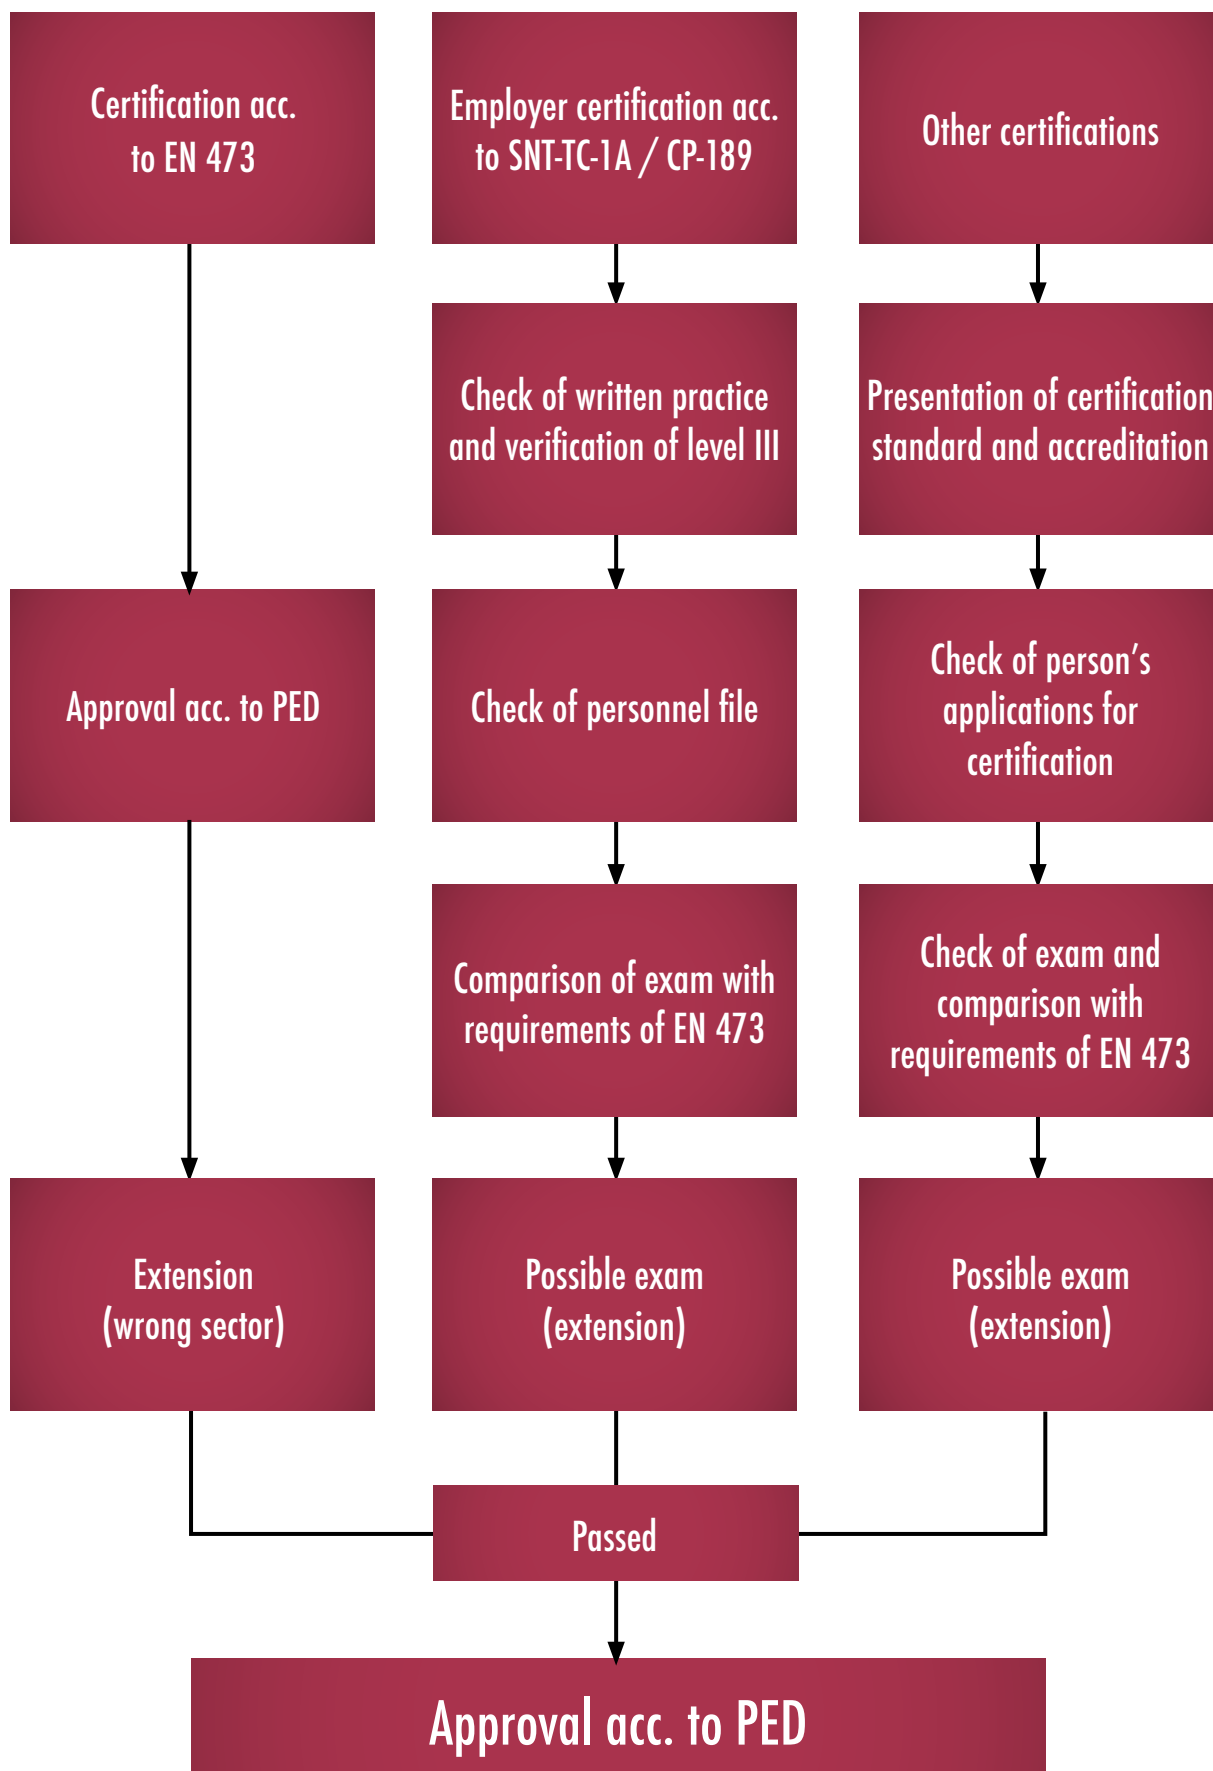 Certification acc.
to EN 473
Employer certification acc.
to SNT-TC-1A / CP-189
Other certifications
Check of written practice
and verification of level III
Presentation of certification
standard and accreditation
Approval acc. to PED
Check of personnel file
Check of person’s
applications for
certification
Comparison of exam with
requirements of EN 473
Check of exam and
comparison with
requirements of EN 473
Extension
(wrong sector)
Possible exam
(extension)
Possible exam
(extension)
Passed
Approval acc. to PED